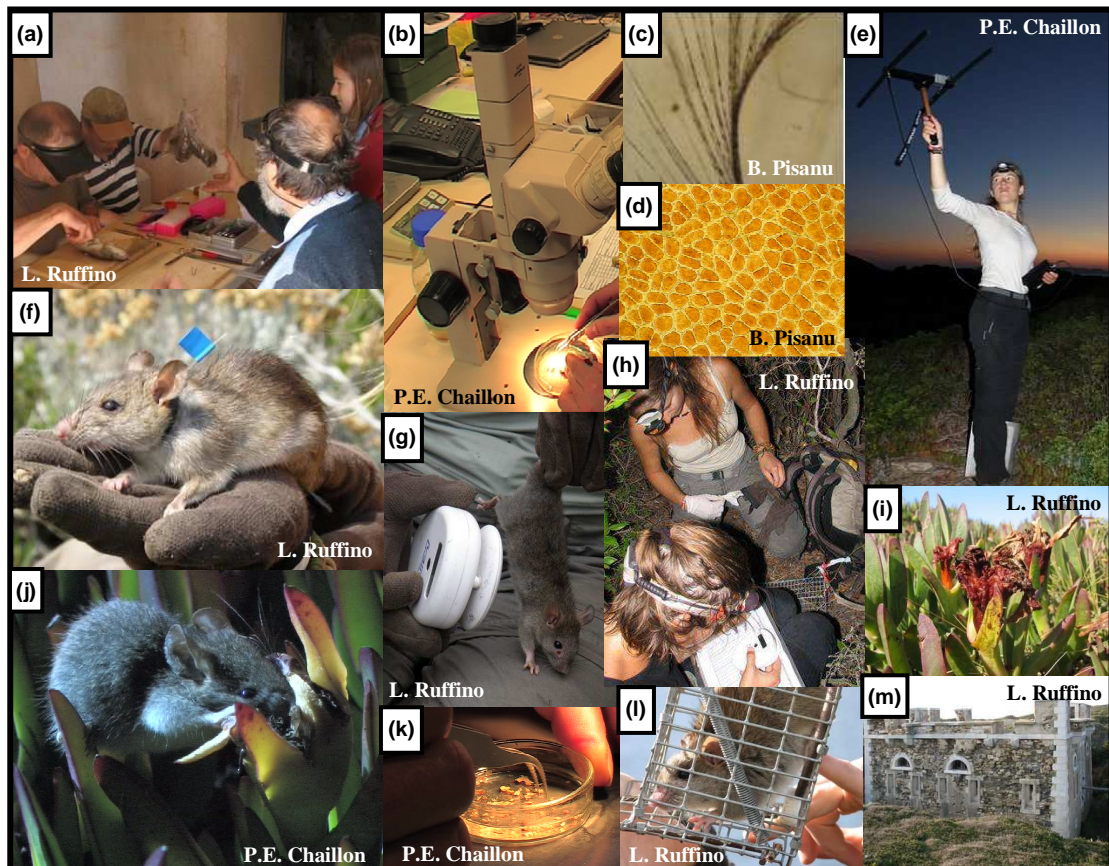 (a)
L. Ruffino
(b)
P.E. Chaillon
(c)
B. Pisanu
(d)
B. Pisanu
(e)
P.E. Chaillon
(f)
L. Ruffino
(g)
L. Ruffino
(h)
L. Ruffino
(i)
L. Ruffino
(j)
P.E. Chaillon
(k)
P.E. Chaillon
(l)
L. Ruffino
(m)
L. Ruffino